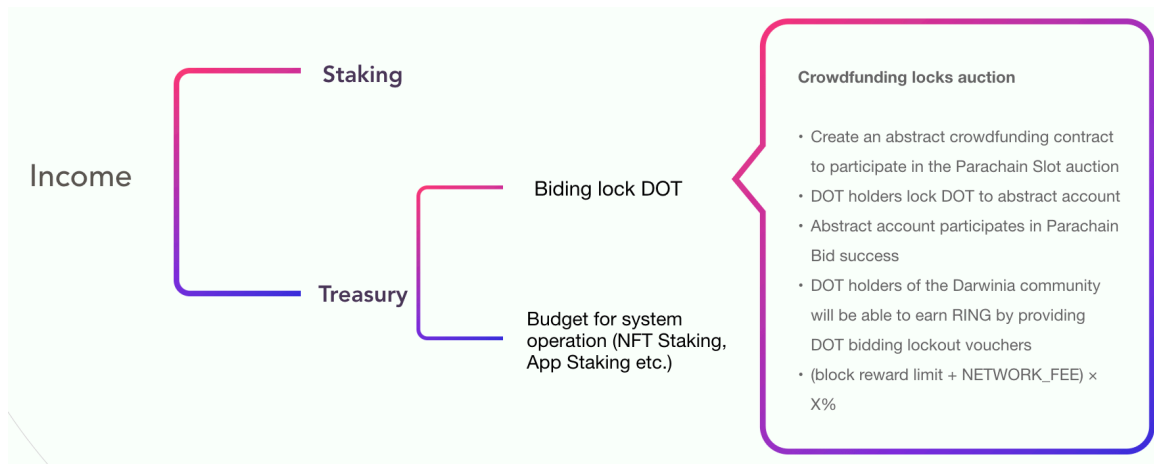 Income
Staking
Treasury
Biding lock DOT
Budget for system
operation (NFT Staking,
App Staking etc.)
Crowdfunding locks auction
• Create an abstract crowdfunding contract
to participate in the Parachain Slot auction
• DOT holders lock DOT to abstract account
• Abstract account participates in Parachain
Bid success
• DOT holders of the Darwinia community
will be able to earn RING by providing
DOT bidding lockout vouchers
• (block reward limit + NETWORK_FEE) ×
X%